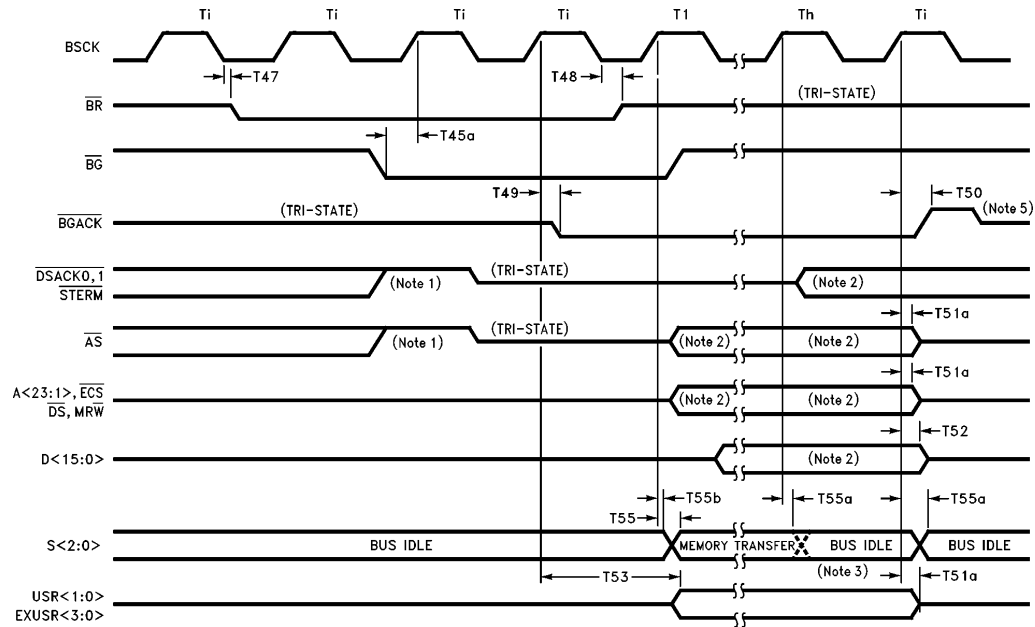 Ti Ti Ti Ti T1 Th Ti
BSCK
T47 T48
BR (TRI-STATE)
T45a
BG
T49 T50
(TRI-STATE) (Note 5)
BGACK
DSACK0,1 (TRI-STATE)
(Note 1) (Note 2)
STERM
T51a
AS (TRI-STATE)
(Note 1) (Note 2) (Note 2)
T51a
A<23:1>, ECS
(Note 2) (Note 2)
DS, MRW
T52
D<15:0> (Note 2)
T55b T55a T55a
T55
S<2:0> BUS IDLE MEMORY TRANSFER BUS IDLE BUS IDLE
(Note 3)
T53 T51a
USR<1:0>
EXUSR<3:0>